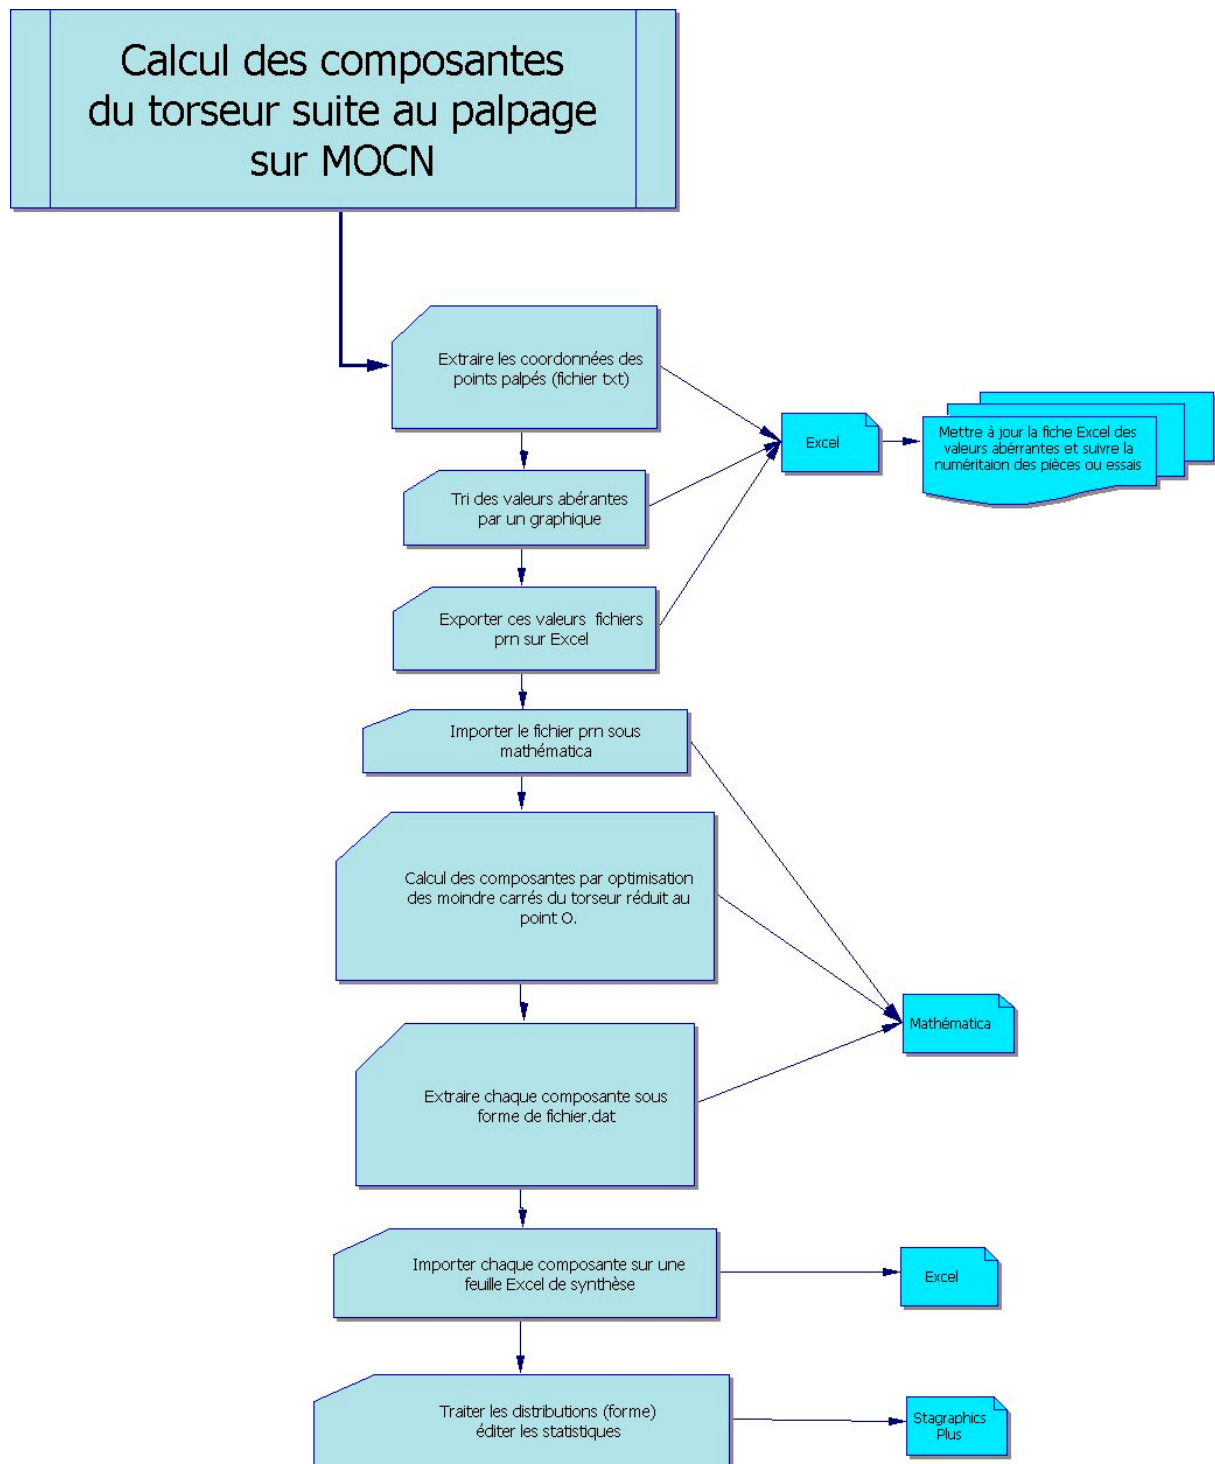 Calcul des composantes
du torseur suite au palpage
sur MOCN
Extraire les coordonnées des
points palpés (fichier txt)
Excel
Mettre à jour la fiche Excel des
valeurs abérrantes et suivre la
numéritaion des pièces ou essais
Tri des valeurs abérantes
par un graphique
Exporter ces valeurs fichiers
prn sur Excel
Importer le fichier prn sous
mathématica
Calcul des composantes par optimisation
des moindre carrés du torseur réduit au
point O.
Mathématica
Extraire chaque composante sous
forme de fichier.dat
Importer chaque composante sur une
feuille Excel de synthèse
Excel
Traiter les distributions (forme)
éditer les statistiques
Stagraphics
Plus